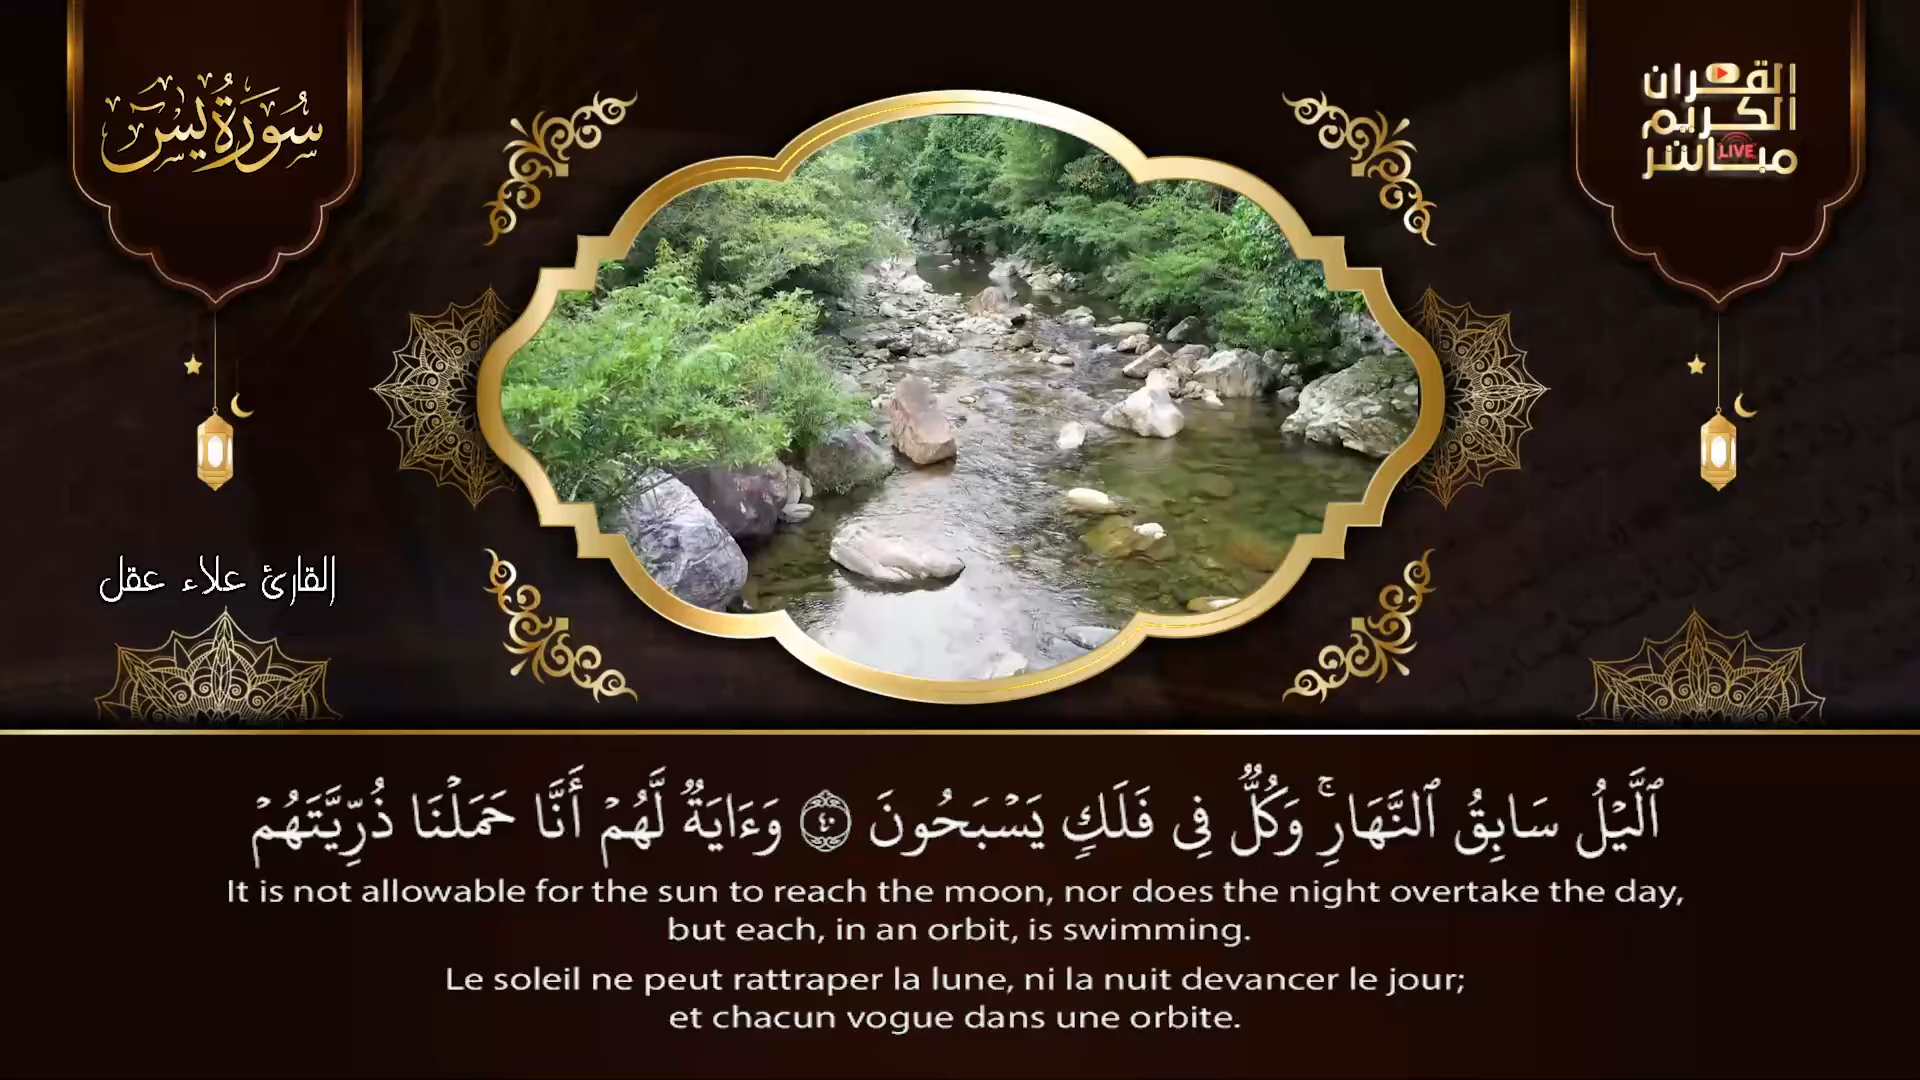 سُورَةُ يس
القرآن
الكريم
مباشر
LIVE
القارئ علاء عقل
ٱلَّيْلُ سَابِقُ ٱلنَّهَارِ ۚ وَكُلٌّ فِى فَلَكٍ يَسْبَحُونَ ٤٠ وَءَايَةٌ لَّهُمْ أَنَّا حَمَلْنَا ذُرِّيَّتَهُمْ
It is not allowable for the sun to reach the moon, nor does the night overtake the day,
but each, in an orbit, is swimming.
Le soleil ne peut rattraper la lune, ni la nuit devancer le jour;
et chacun vogue dans une orbite.